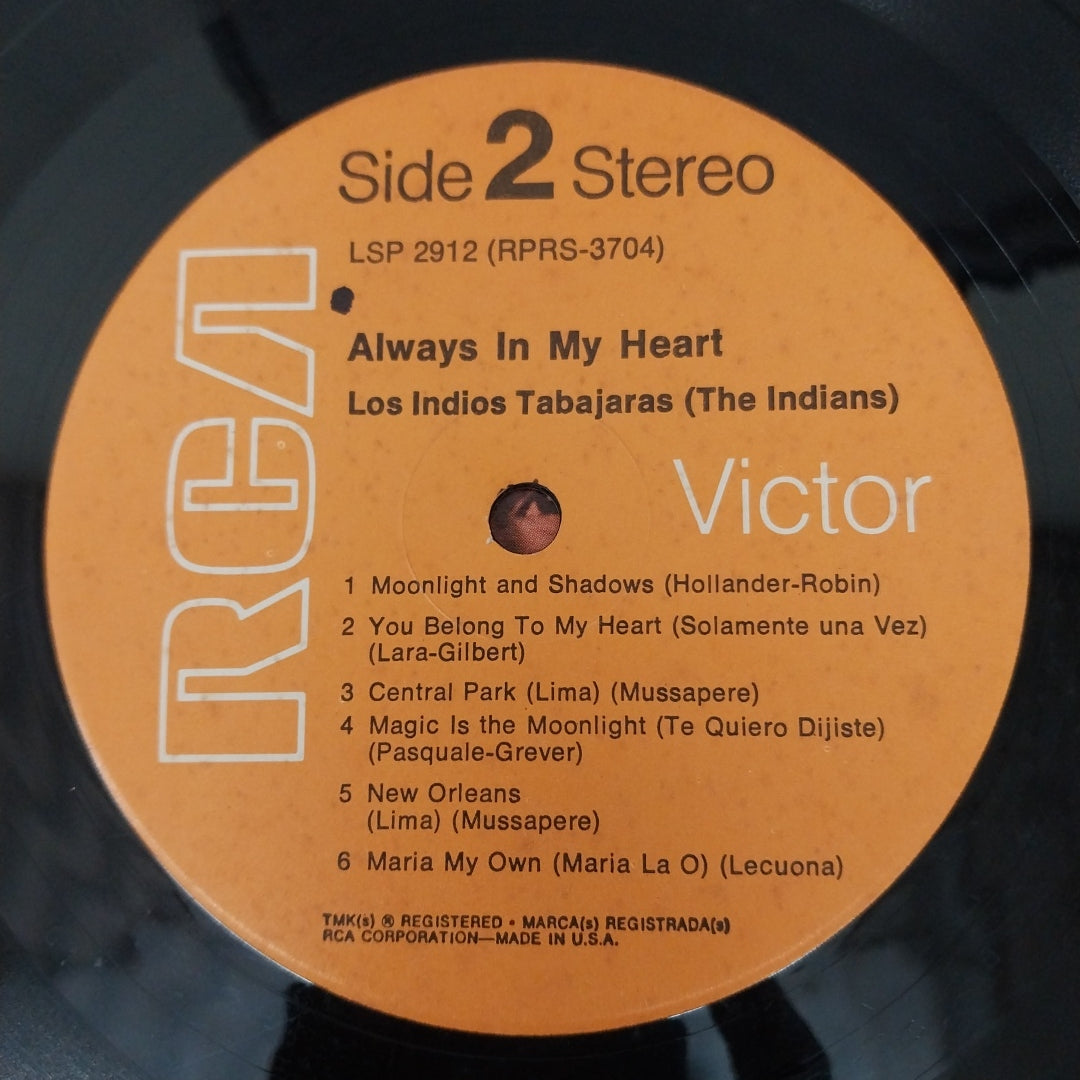 Side 2 Stereo
LSP 2912 (RPRS-3704)
Always In My Heart
Los Indios Tabajaras (The Indians)
RCA
Victor
1 Moonlight and Shadows (Hollander-Robin)
2 You Belong To My Heart (Solamente una Vez)
(Lara-Gilbert)
3 Central Park (Lima) (Mussapere)
4 Magic Is the Moonlight (Te Quiero Dijiste)
(Pasquale-Grever)
5 New Orleans
(Lima) (Mussapere)
6 Maria My Own (Maria La O) (Lecuona)
TMK(s) ® REGISTERED • MARCA(s) REGISTRADA(s)
RCA CORPORATION—MADE IN U.S.A.